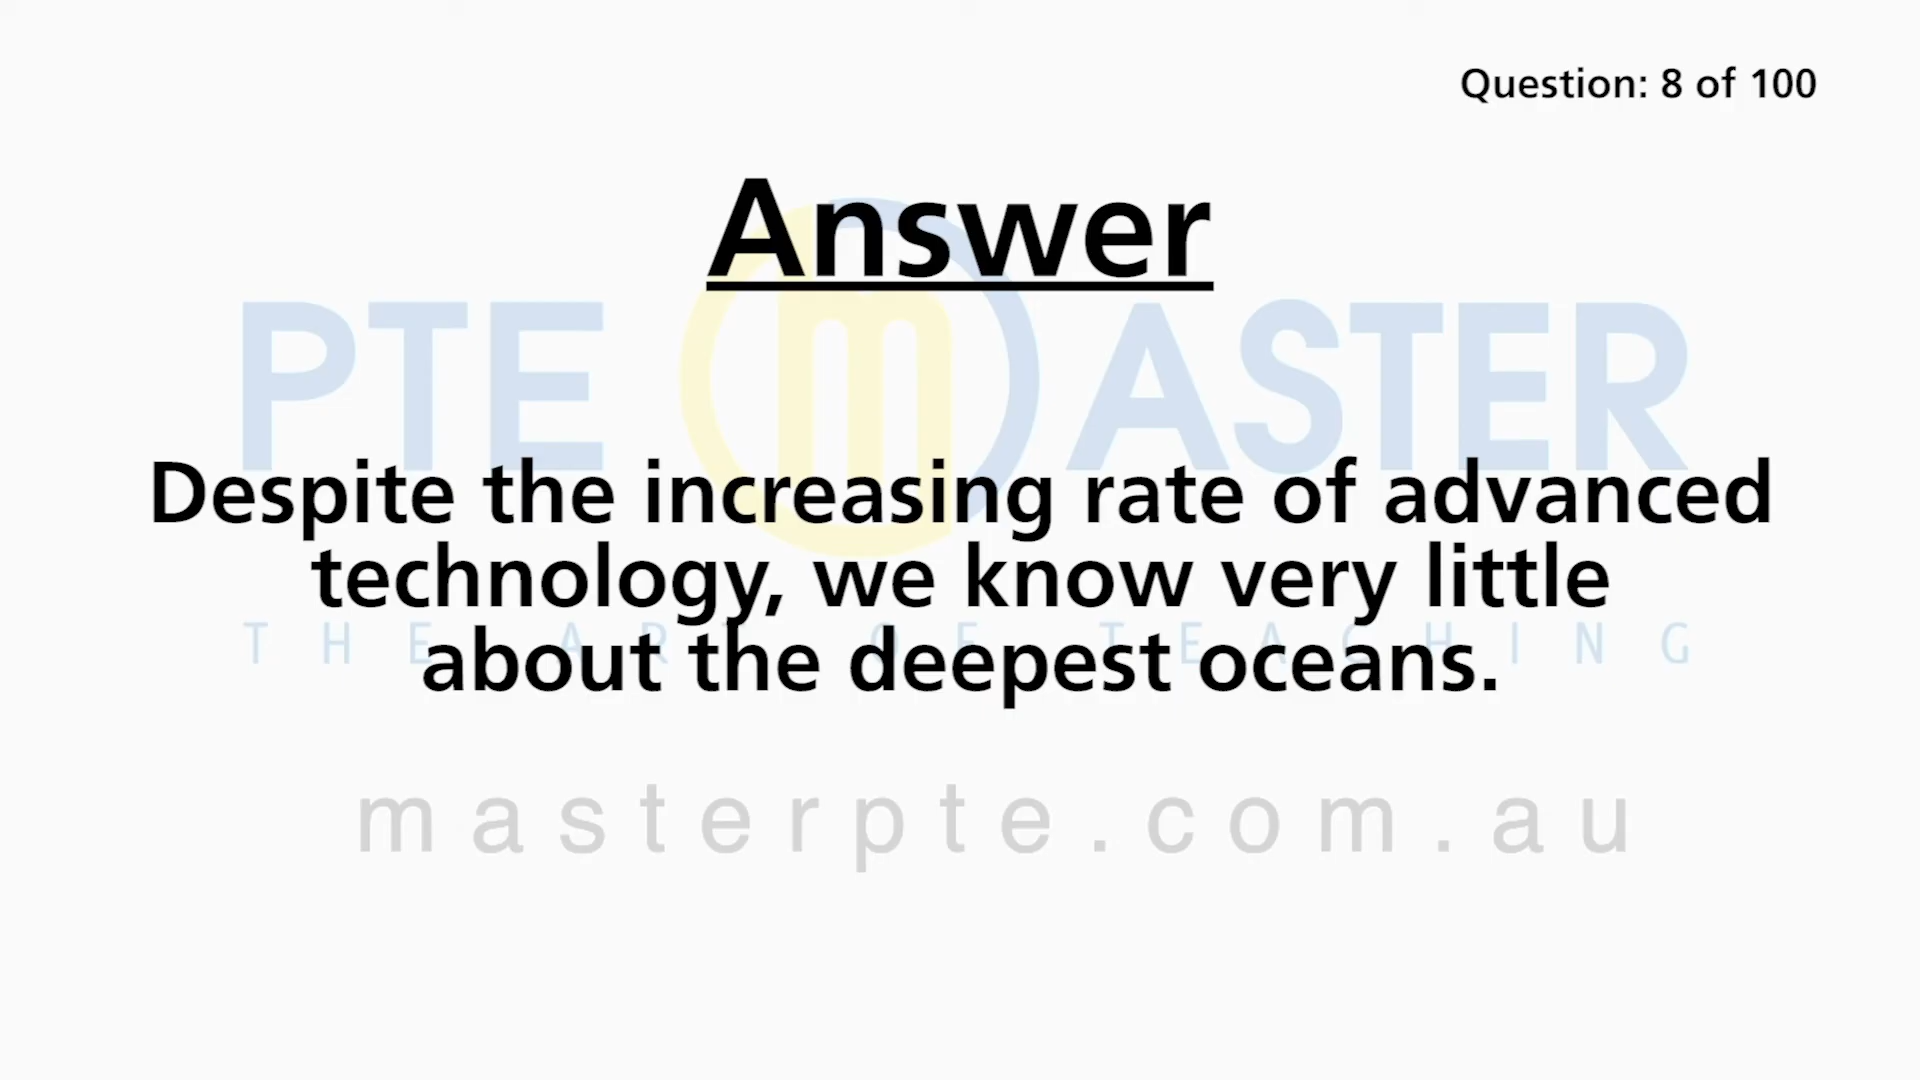 Question: 8 of 100
Answer
PTE MASTER
Despite the increasing rate of advanced
technology, we know very little
about the deepest oceans.
THE ART OF TEACHING
masterpte.com.au